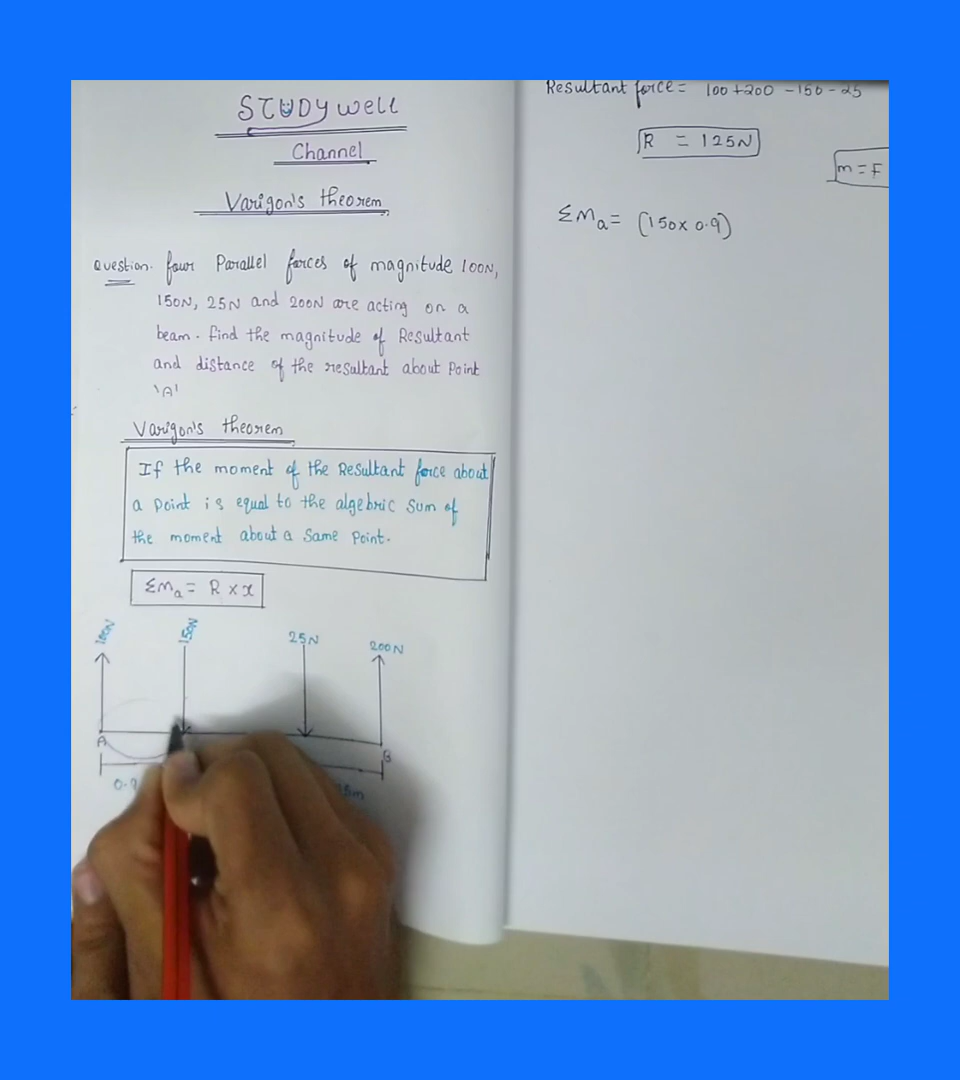 STUDY well
Channel
Varigon's theorem
Question. four Parallel forces of magnitude 100N,
150N, 25N and 200N are acting on a
beam. find the magnitude of Resultant
and distance of the resultant about Point
'A'
Varigon's theorem
If the moment of the Resultant force about
a point is equal to the algebric sum of
the moment about a same point.
ΣMa = R × x
100N
150N
25N
200N
A
B
Resultant force = 100 +200 -150 -25
R = 125N
m = F
ΣMa = (150 × 0.9)